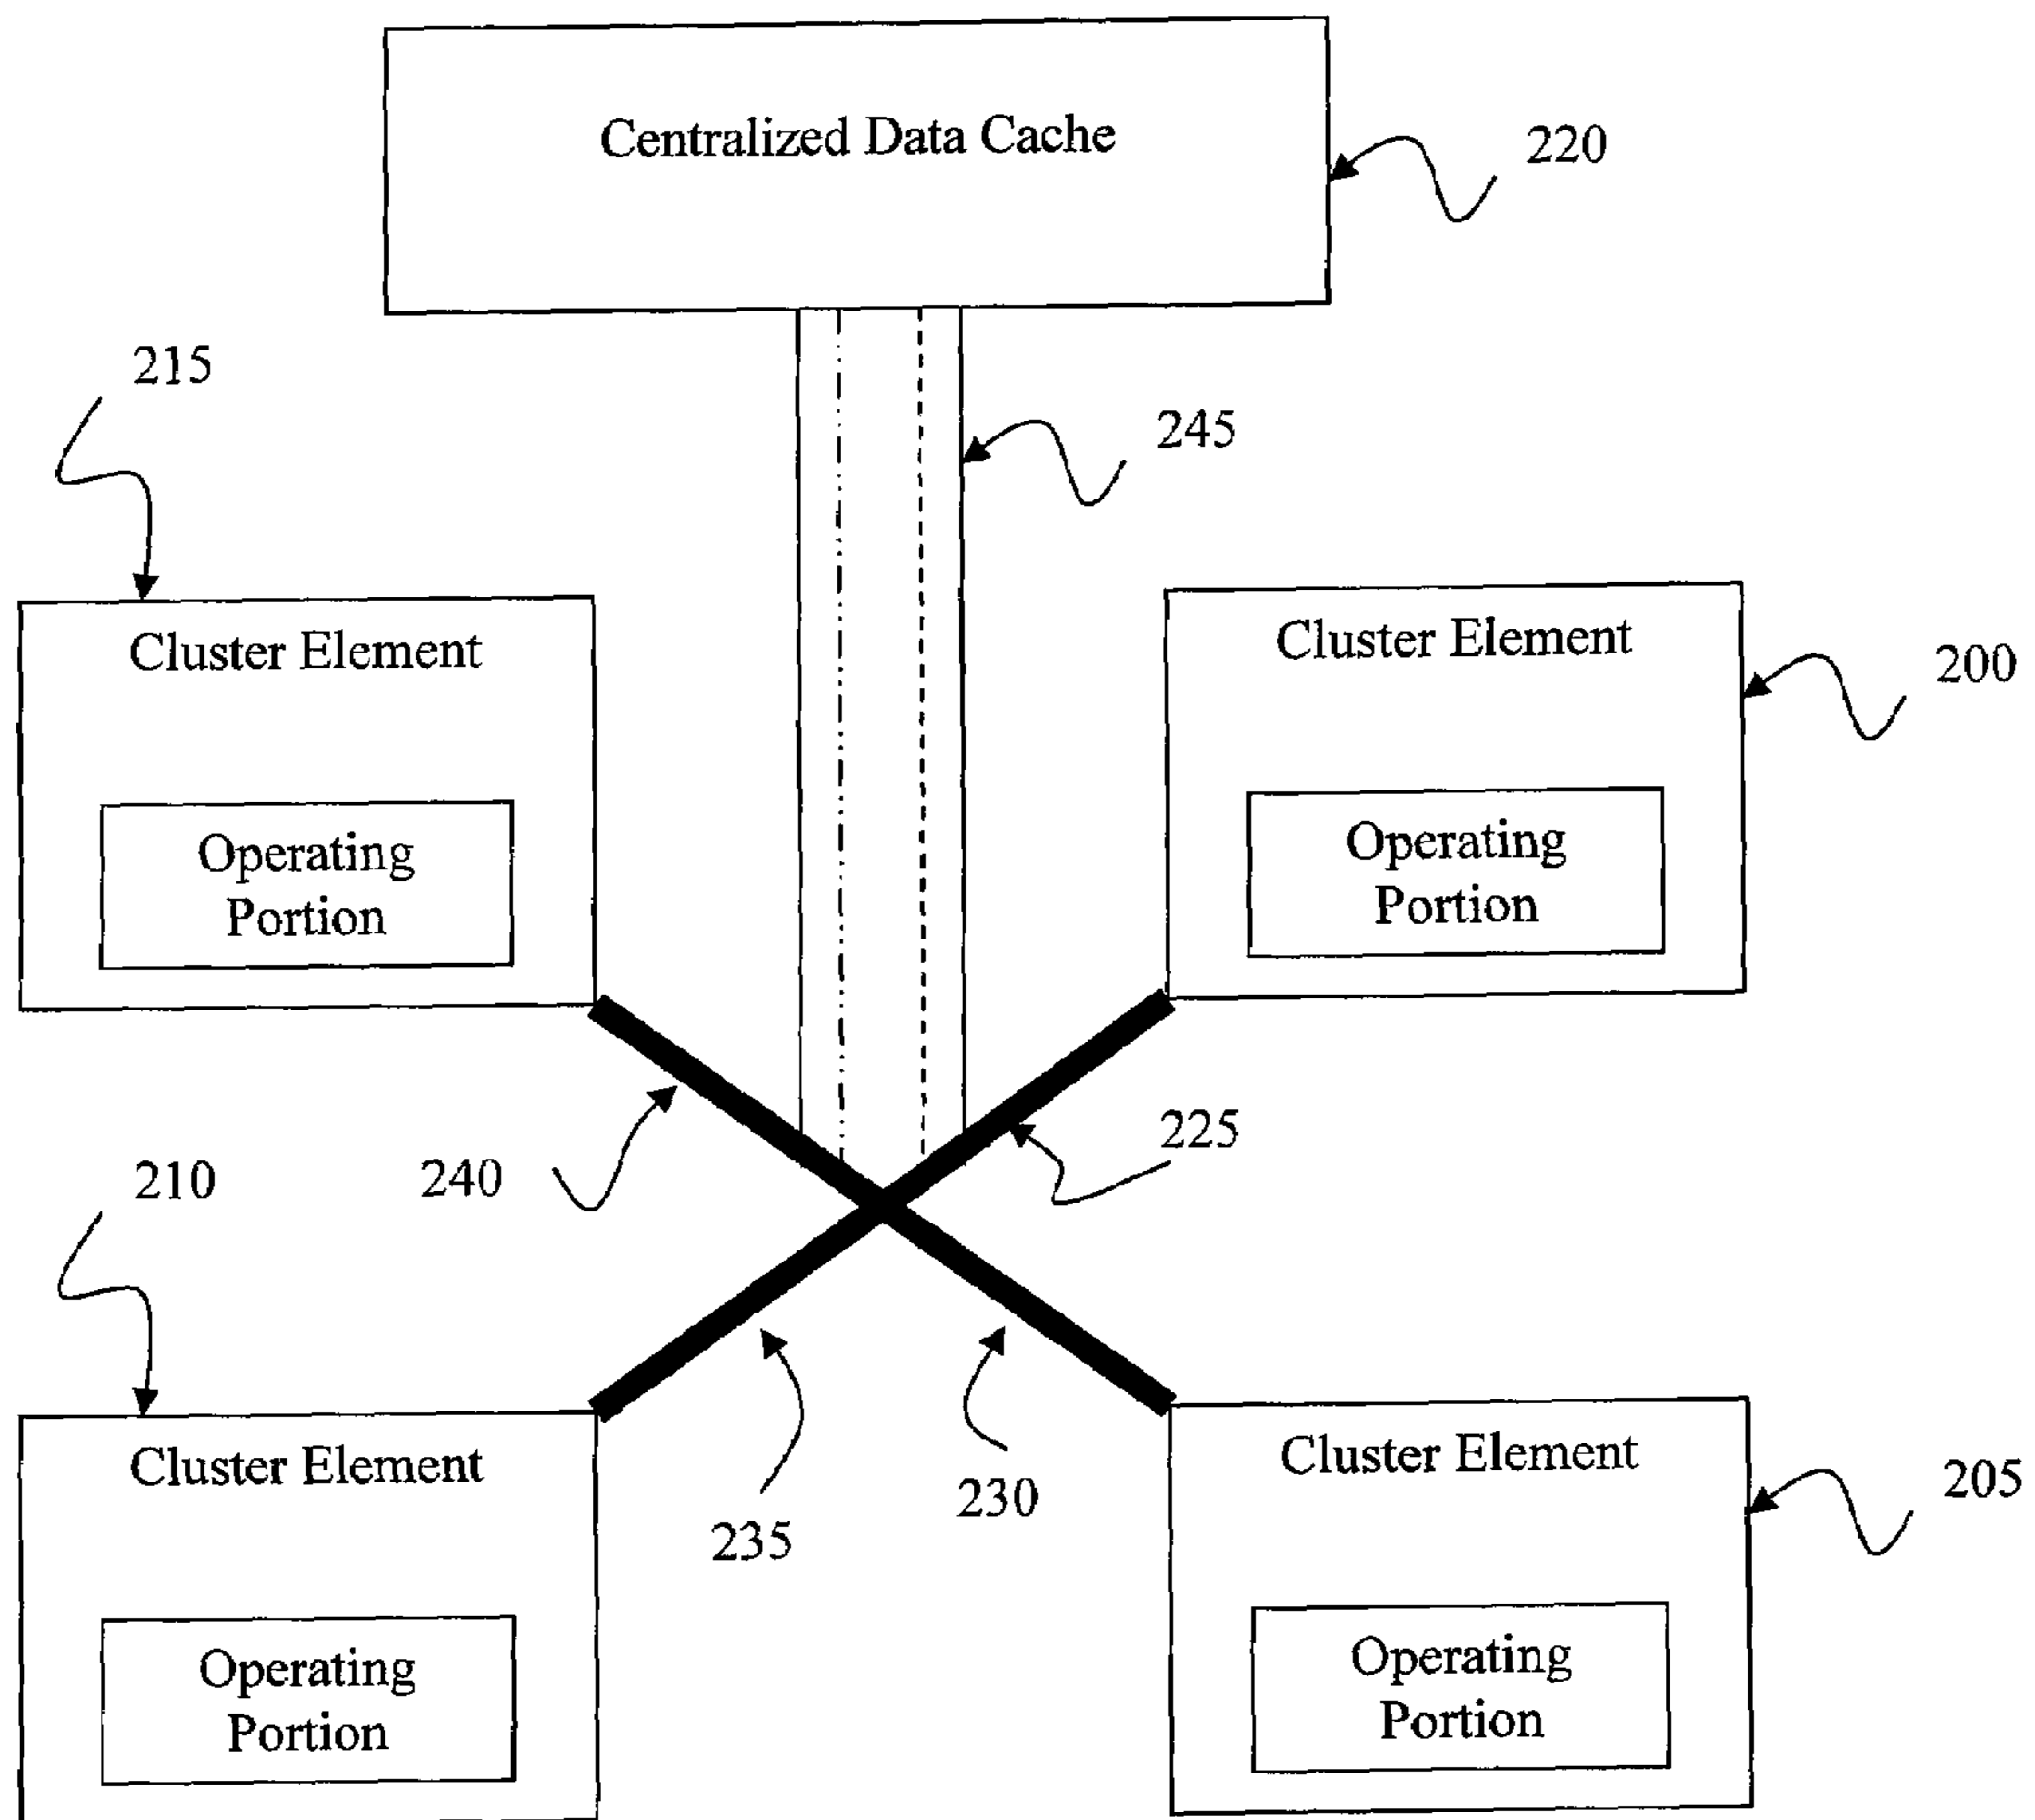 Centralized Data Cache
220
215
245
Cluster Element
Cluster Element
200
Operating
Portion
Operating
Portion
225
240
210
230
235
Cluster Element
Cluster Element
205
Operating
Portion
Operating
Portion